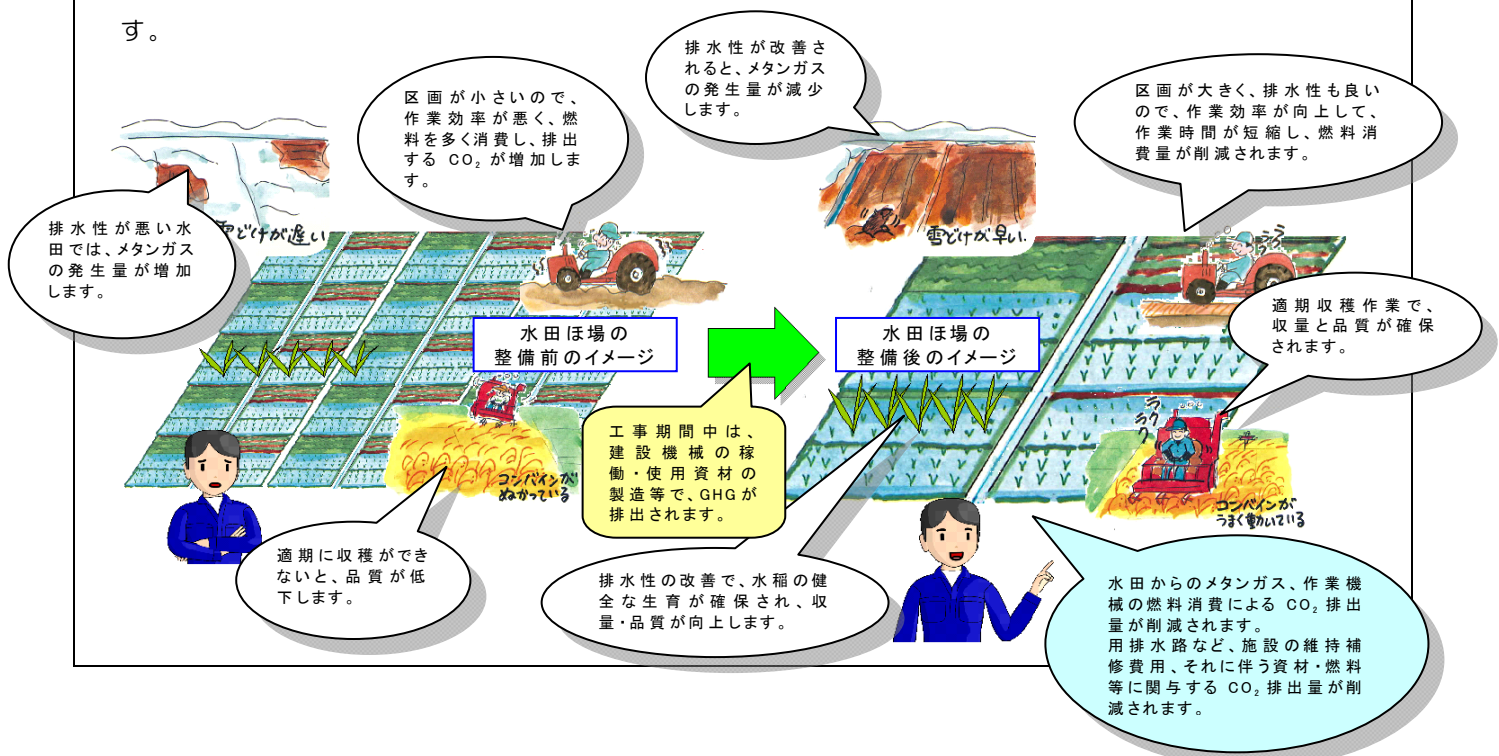 す。
排水性が改善さ
れると、メタンガス
の発生量が減少
します。
区画が小さいので、
作業効率が悪く、燃
料を多く消費し、排出
する CO₂ が増加しま
す。
区画が大きく、排水性も良い
ので、作業効率が向上して、
作業時間が短縮し、燃料消
費量が削減されます。
排水性が悪い水
田では、メタンガス
の発生量が増加
します。
雪どけが遅い
雪どけが早い.
適期収穫作業で、
収量と品質が確保
されます。
水田ほ場の
整備前のイメージ
水田ほ場の
整備後のイメージ
工事期間中は、
建設機械の稼
働・使用資材の
製造等で、GHGが
排出されます。
ラクラク
コンバインが
ぬかっている
コンバインが
うまく動いている
適期に収穫ができ
ないと、品質が低
下します。
排水性の改善で、水稲の健
全な生育が確保され、収
量・品質が向上します。
水田からのメタンガス、作業機
械の燃料消費による CO₂ 排出
量が削減されます。
用排水路など、施設の維持補
修費用、それに伴う資材・燃料
等に関与する CO₂ 排出量が削
減されます。